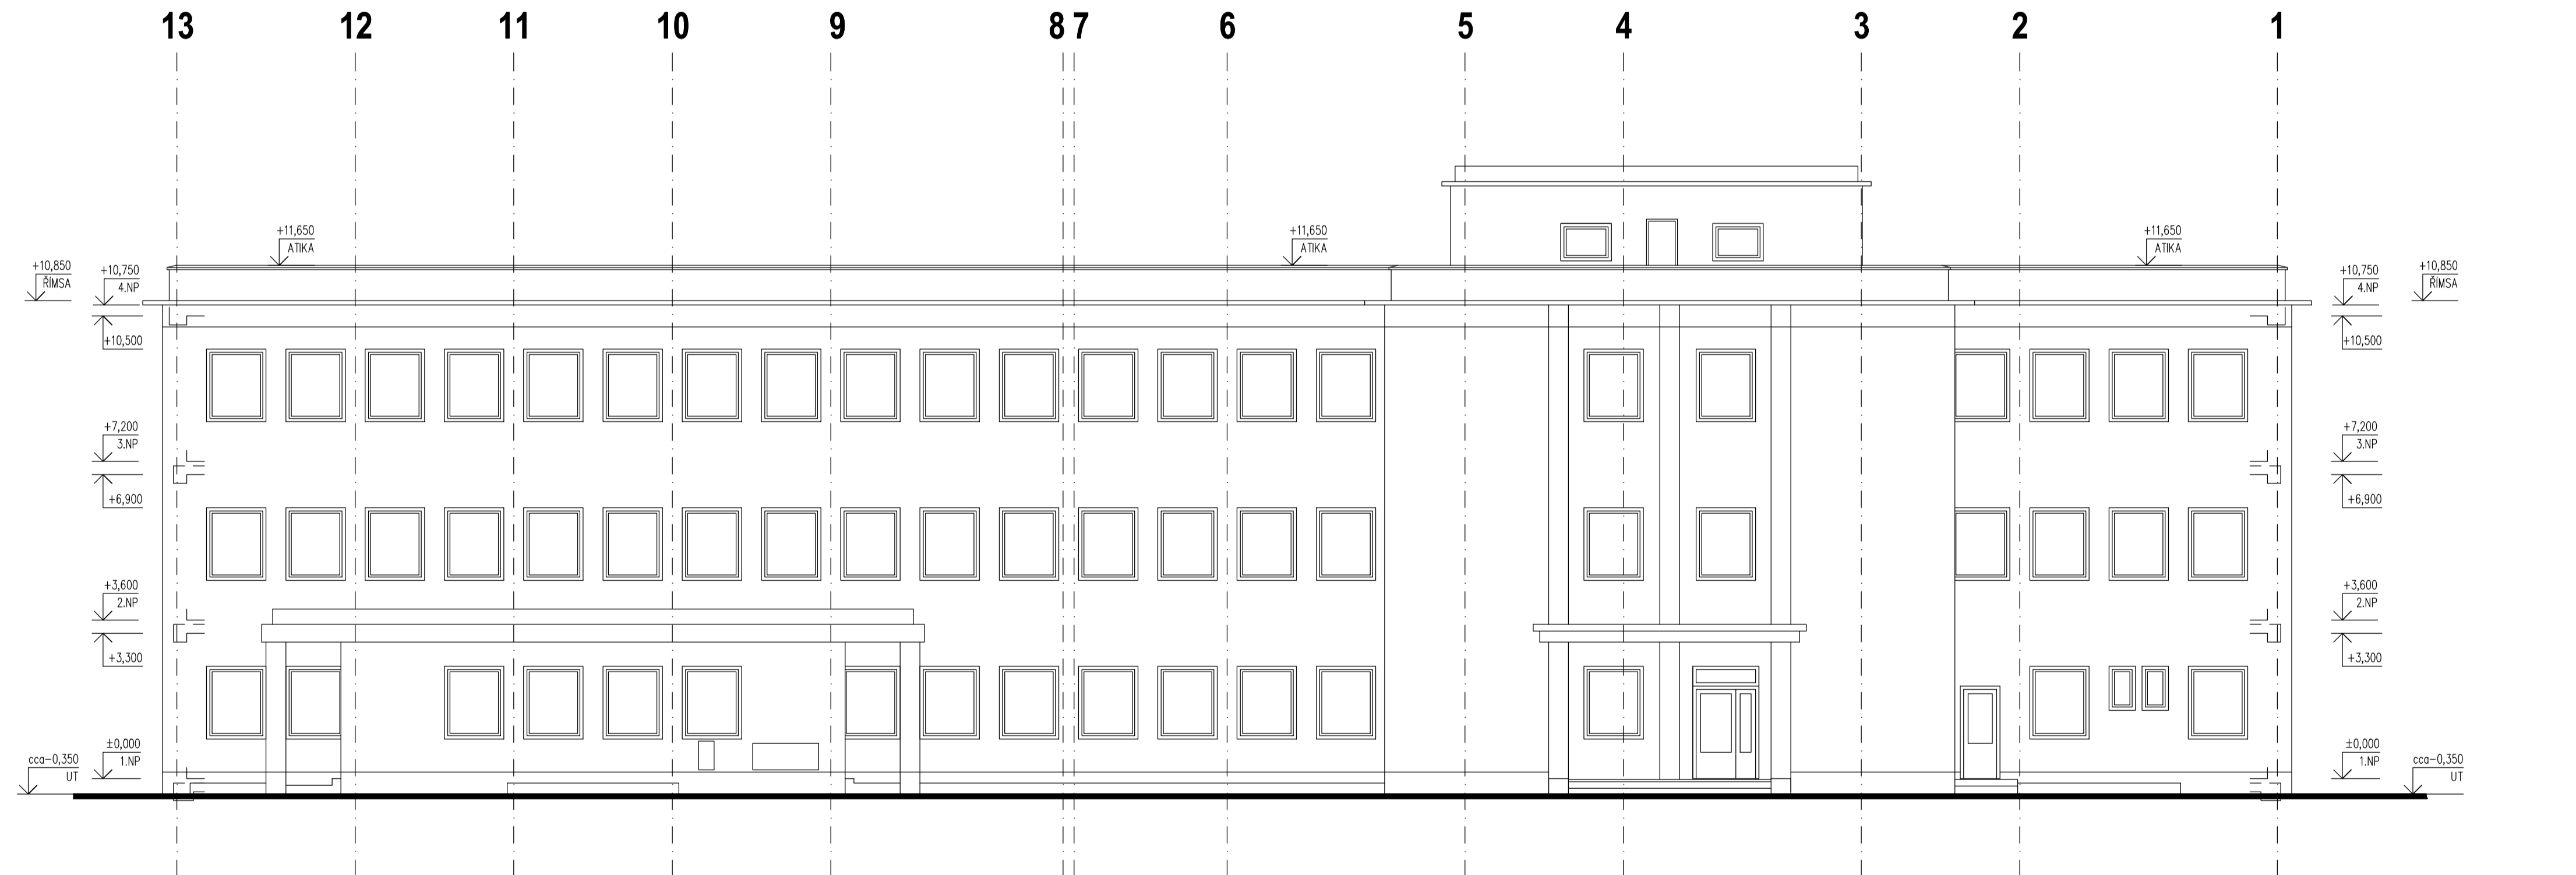 13 12 11 10 9 8 7 6 5 4 3 2 1
+11,650 +11,650 +11,650
ATIKA ATIKA ATIKA
+10,850 +10,750 +10,750 +10,850
ŘÍMSA 4.NP 4.NP ŘÍMSA
+10,500 +10,500
+7,200 +7,200
3.NP 3.NP
+6,900 +6,900
+3,600 +3,600
2.NP 2.NP
+3,300 +3,300
±0,000 ±0,000
cca-0,350 1.NP 1.NP cca-0,350
UT UT